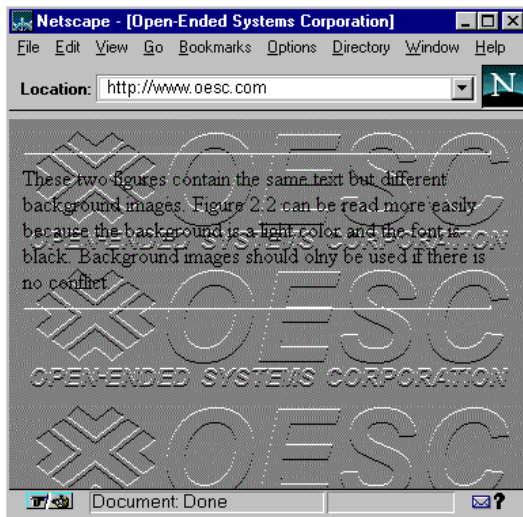 Netscape - [Open-Ended Systems Corporation]
File Edit View Go Bookmarks Options Directory Window Help
Location: http://www.oesc.com
N
OESC
These two figures contain the same text but different
background images. Figure 2.2 can be read more easily
because the background is a light color and the font is
OPEN-ENDED SYSTEMS CORPORATION
black. Background images should olny be used if there is
no conflict
OESC
OPEN-ENDED SYSTEMS CORPORATION
OESC
Document: Done
?